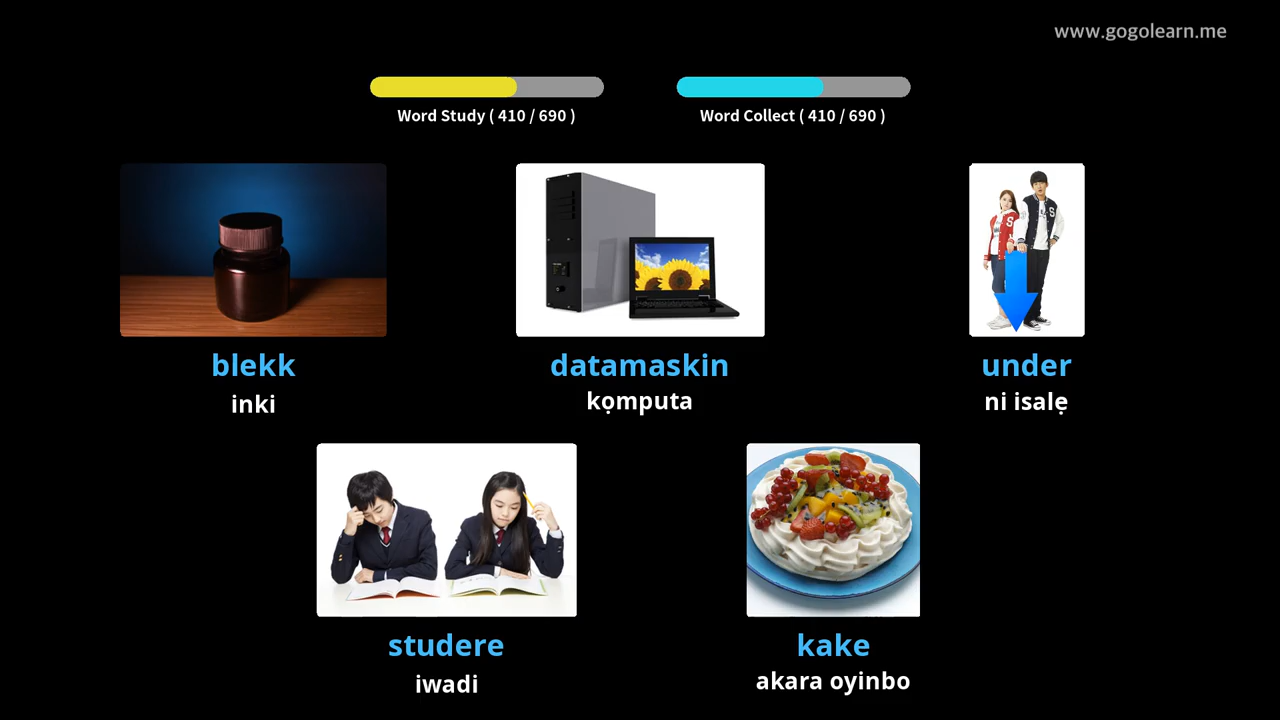 www.gogolearn.me
Word Study ( 410 / 690 )
Word Collect ( 410 / 690 )
blekk
inki
datamaskin
kọmputa
under
ni isalẹ
studere
iwadi
kake
akara oyinbo